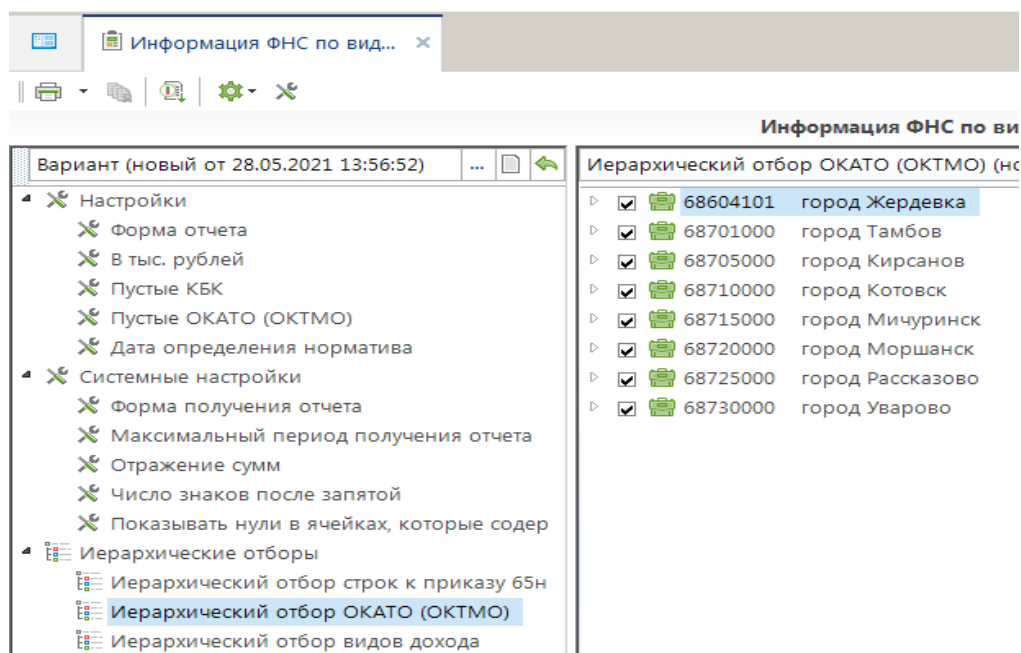 Информация ФНС по вид...
Информация ФНС по ви
Вариант (новый от 28.05.2021 13:56:52) ...
Настройки
Форма отчета
В тыс. рублей
Пустые КБК
Пустые ОКАТО (ОКТМО)
Дата определения норматива
Системные настройки
Форма получения отчета
Максимальный период получения отчета
Отражение сумм
Число знаков после запятой
Показывать нули в ячейках, которые содер
Иерархические отборы
Иерархический отбор строк к приказу 65н
Иерархический отбор ОКАТО (ОКТМО)
Иерархический отбор видов дохода
Иерархический отбор ОКАТО (ОКТМО) (но
68604101 город Жердевка
68701000 город Тамбов
68705000 город Кирсанов
68710000 город Котовск
68715000 город Мичуринск
68720000 город Моршанск
68725000 город Рассказово
68730000 город Уварово